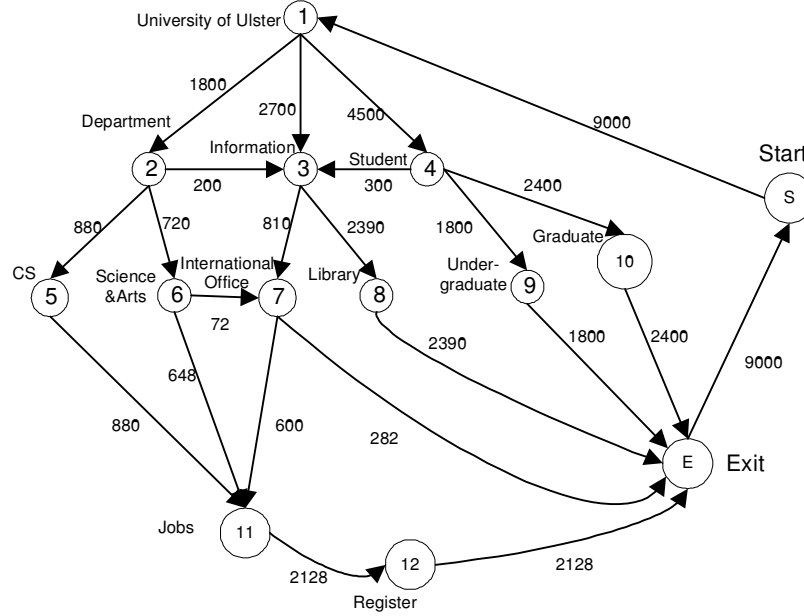 University of Ulster
1
1800
2700
4500
9000
Department
Information
Student
Start
2
200
3
300
4
2400
S
880
720
810
2390
1800
Graduate
CS
Science
&Arts
International
Office
Library
Under-
graduate
10
5
6
72
7
8
9
648
2390
1800
2400
9000
880
600
282
E
Exit
Jobs
11
2128
12
2128
Register